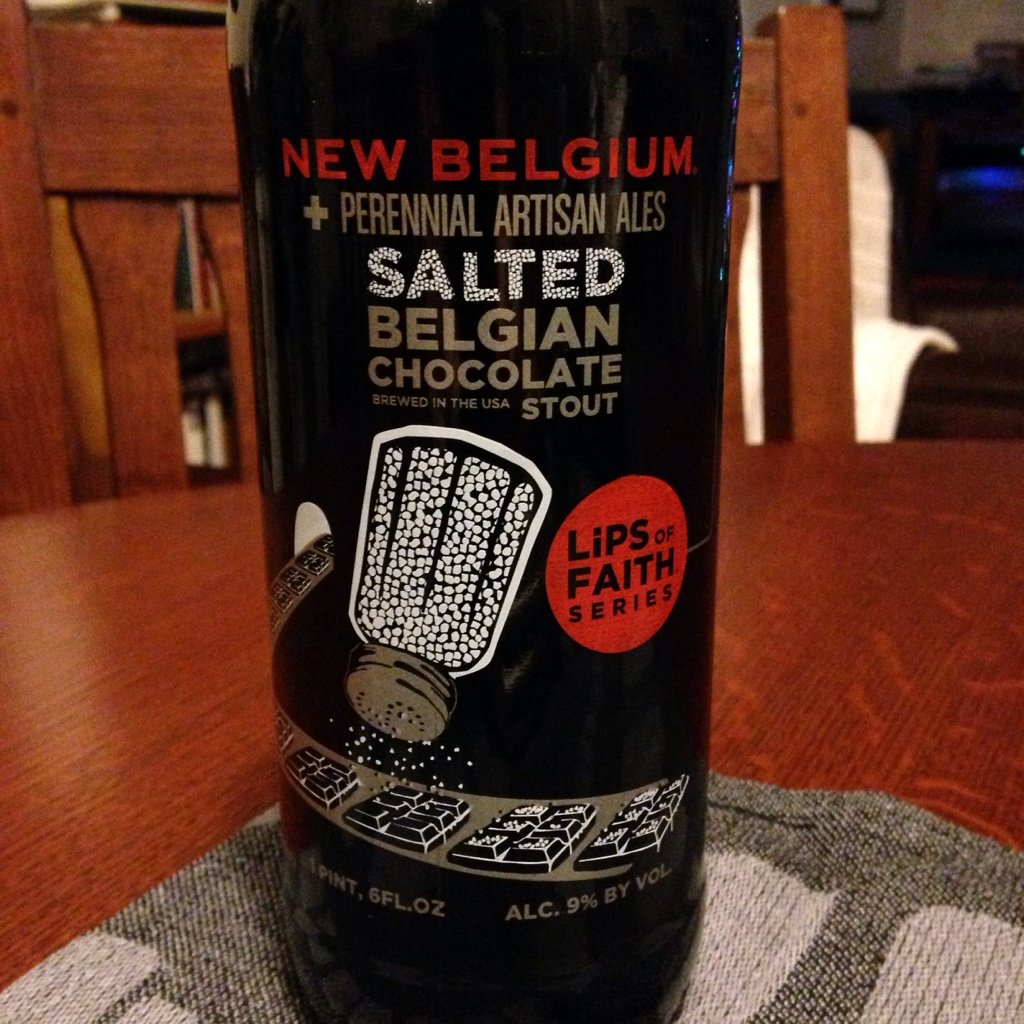 NEW BELGIUM
+ PERENNIAL ARTISAN ALES
SALTED
BELGIAN
CHOCOLATE
BREWED IN THE USA STOUT
LiPS OF
FAITH
SERIES
PINT, 6FL.OZ
ALC. 9% BY VOL.